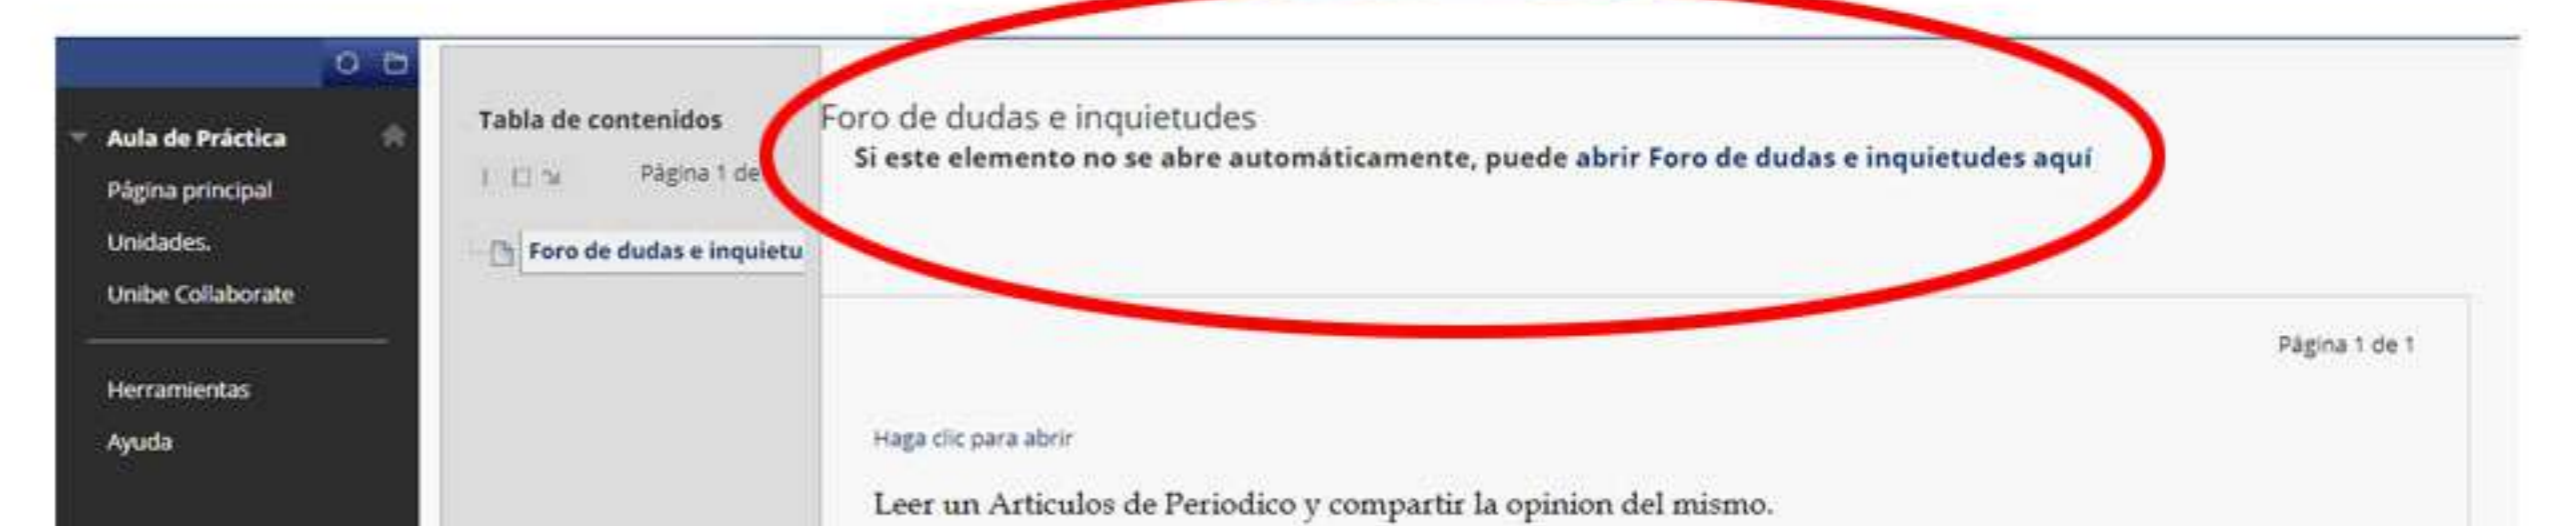 Aula de Práctica
Página principal
Unidades.
Unibe Collaborate
Herramientas
Ayuda
Tabla de contenidos
Página 1 de
Foro de dudas e inquietu
Foro de dudas e inquietudes
Si este elemento no se abre automáticamente, puede abrir Foro de dudas e inquietudes aquí
Página 1 de 1
Haga clic para abrir
Leer un Articulos de Periodico y compartir la opinion del mismo.